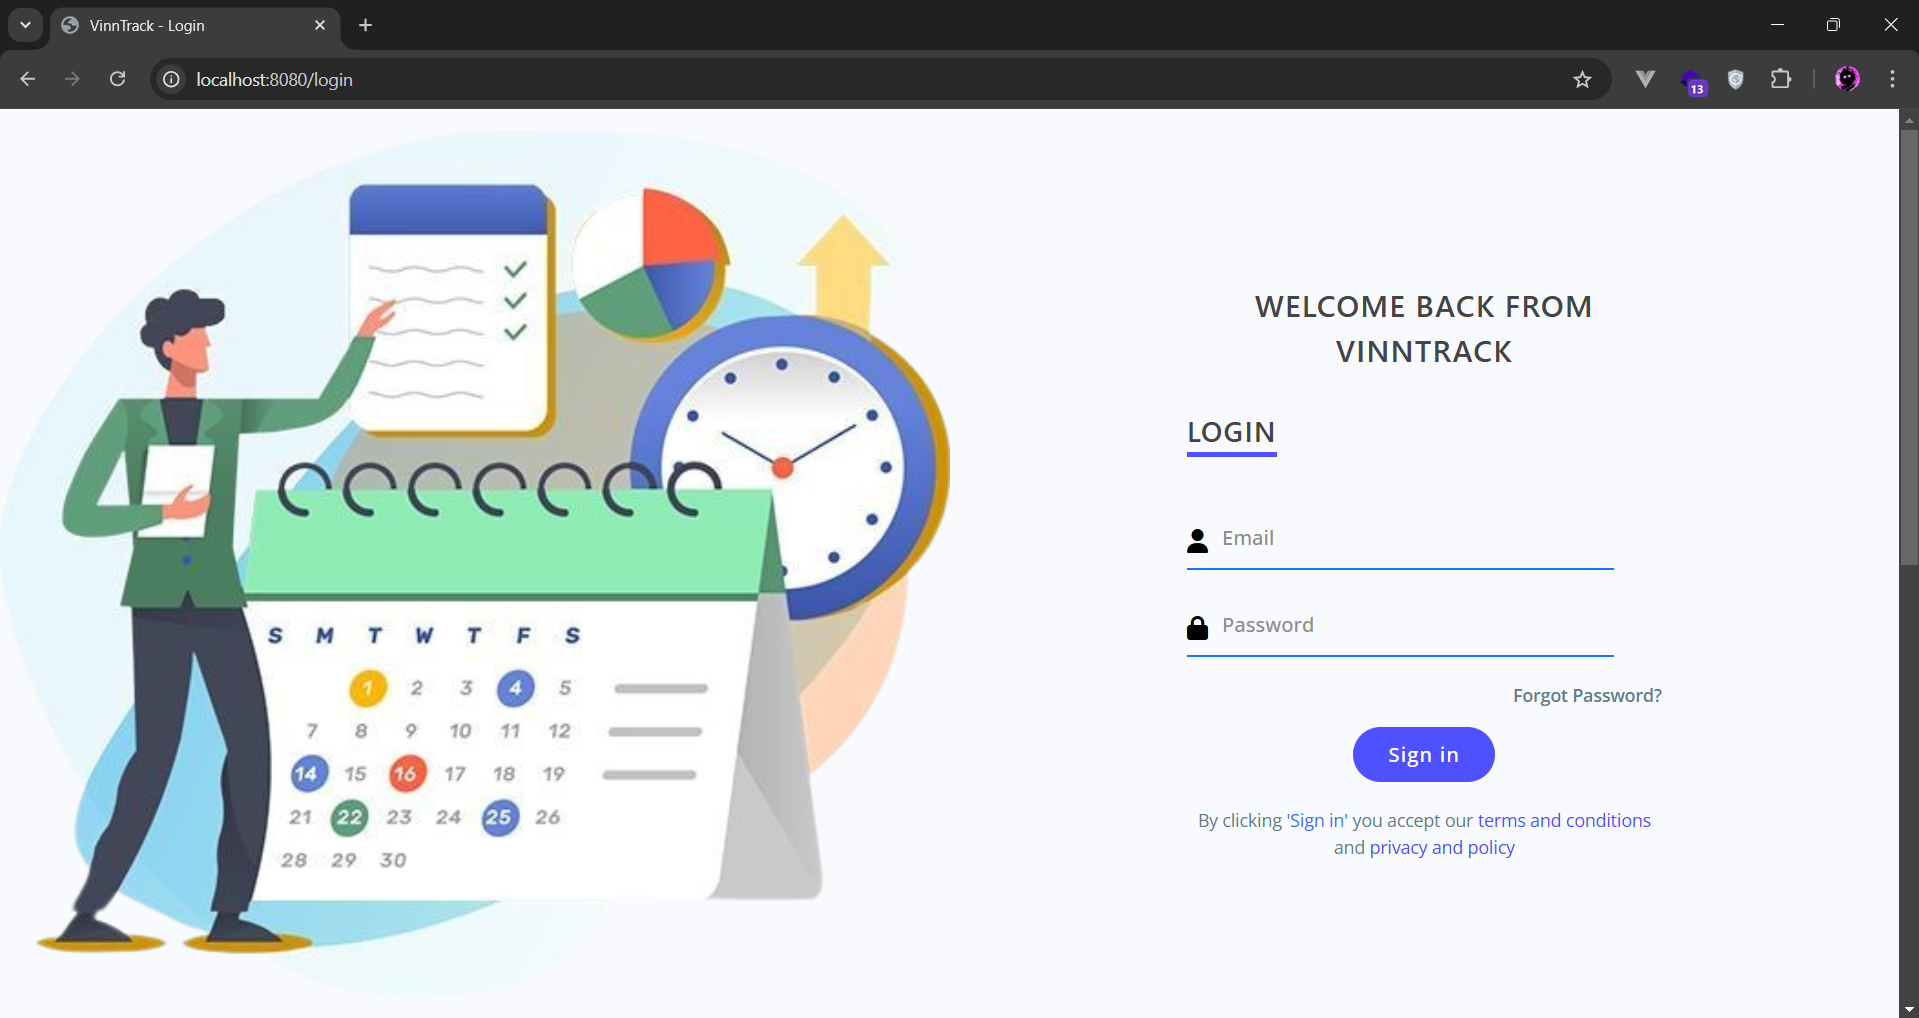 VinnTrack - Login
localhost:8080/login
13
S M T W T F S
1 2 3 4 5
7 8 9 10 11 12
14 15 16 17 18 19
21 22 23 24 25 26
28 29 30
WELCOME BACK FROM
VINNTRACK
LOGIN
Email
Password
Forgot Password?
Sign in
By clicking 'Sign in' you accept our terms and conditions
and privacy and policy